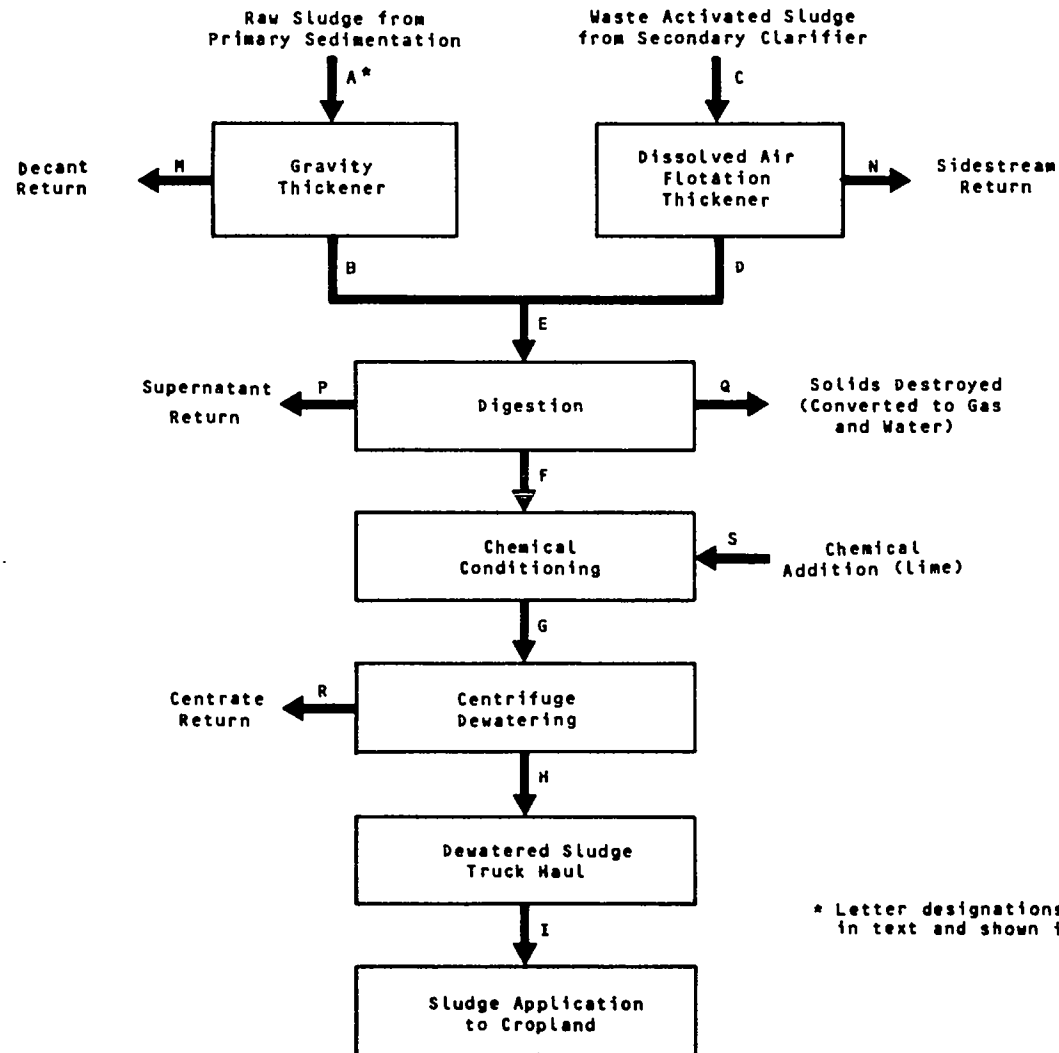 Raw Sludge from
Primary Sedimentation
Waste Activated Sludge
from Secondary Clarifier
A*
C
Decant
Return
M
Gravity
Thickener
Dissolved Air
Flotation
Thickener
N
Sidestream
Return
B
D
E
Supernatant
Return
P
Digestion
Q
Solids Destroyed
(Converted to Gas
and Water)
F
Chemical
Conditioning
S
Chemical
Addition (lime)
G
Centrate
Return
R
Centrifuge
Dewatering
H
Dewatered Sludge
Truck Haul
I
* Letter designations
in text and shown i
Sludge Application
to Cropland